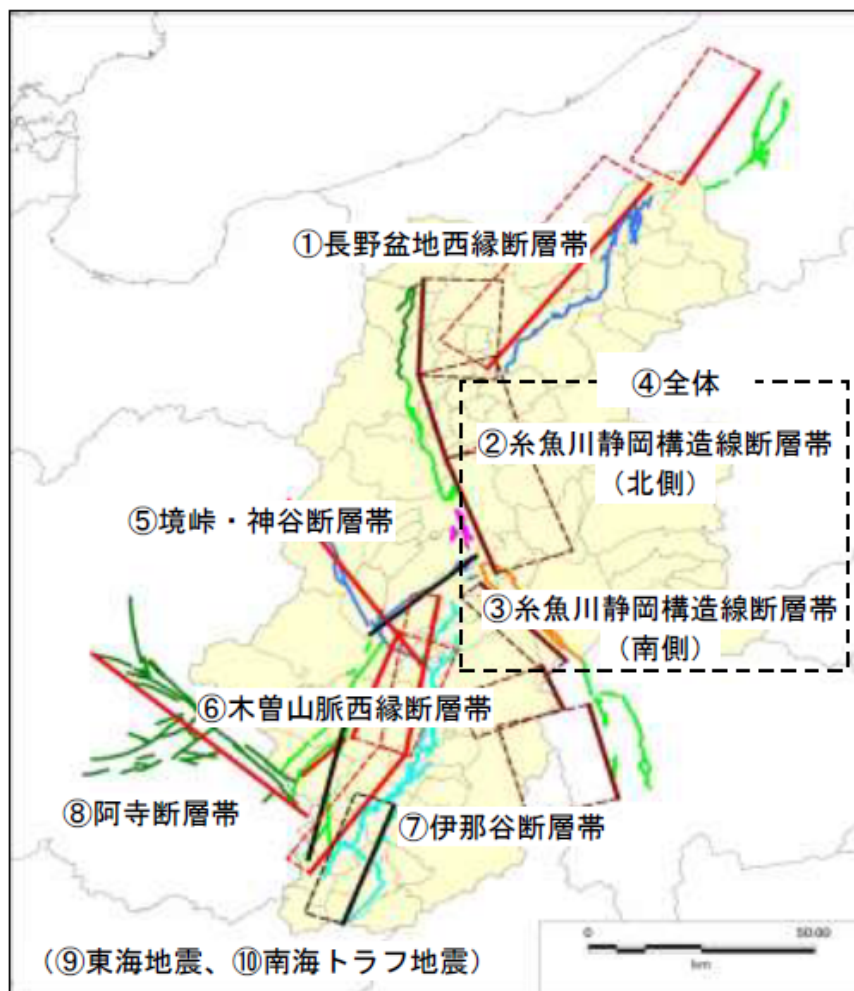 ①長野盆地西縁断層帯
④全体
②糸魚川静岡構造線断層帯
（北側）
⑤境峠・神谷断層帯
③糸魚川静岡構造線断層帯
（南側）
⑥木曽山脈西縁断層帯
⑧阿寺断層帯
⑦伊那谷断層帯
0 50.00
km
（⑨東海地震、⑩南海トラフ地震）